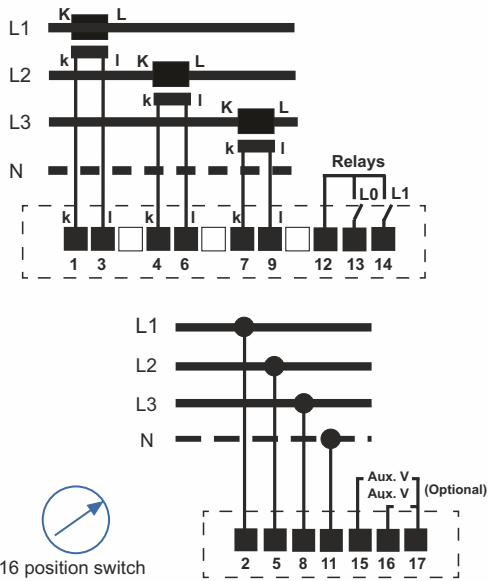 K L
L1
k l
K L
L2
k l
K L
L3
k l
N
Relays
L0 L1
k l k l k l
1 3 4 6 7 9 12 13 14
L1
L2
L3
N
Aux. V
Aux. V (Optional)
16 position switch
2 5 8 11 15 16 17